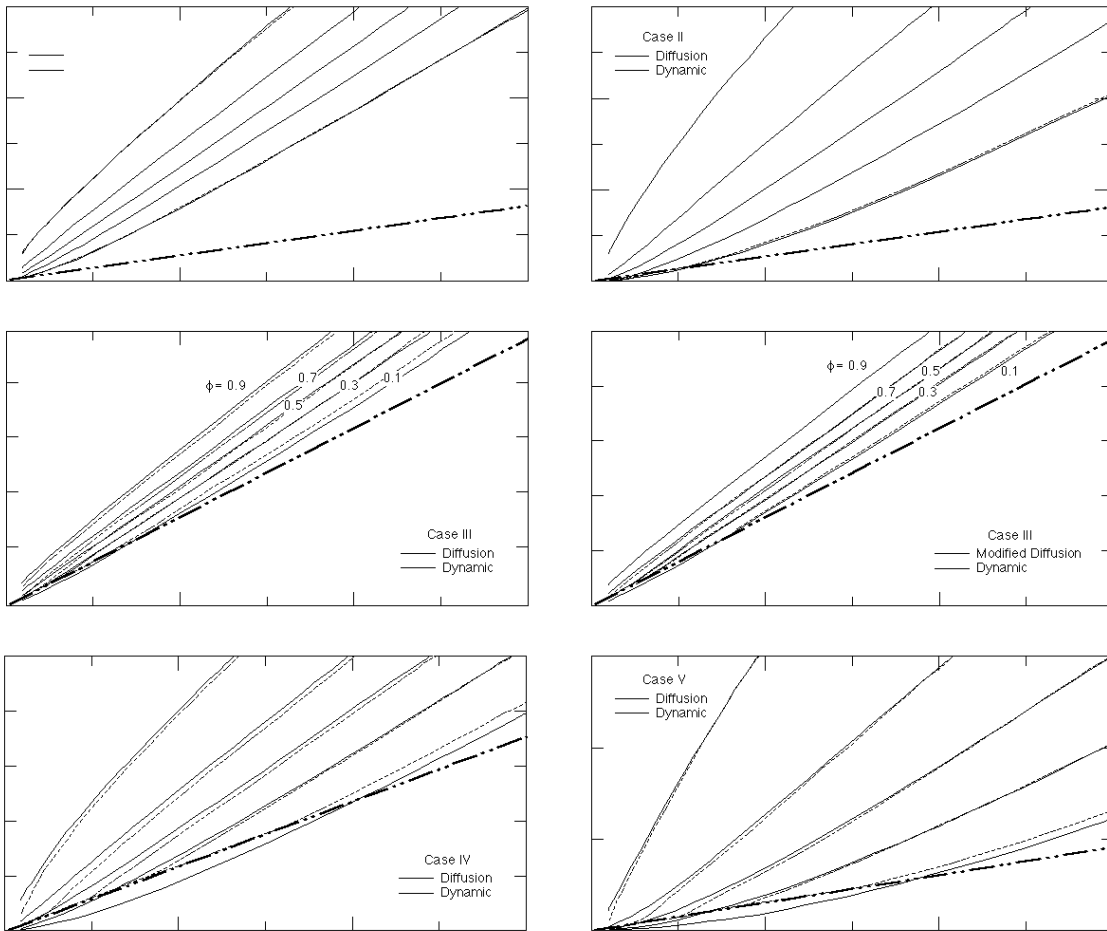 Case II
Diffusion
Dynamic
ϕ= 0.9
0.7
0.5
0.3
0.1
Case III
Diffusion
Dynamic
ϕ= 0.9
0.7
0.5
0.3
0.1
Case III
Modified Diffusion
Dynamic
Case IV
Diffusion
Dynamic
Case V
Diffusion
Dynamic